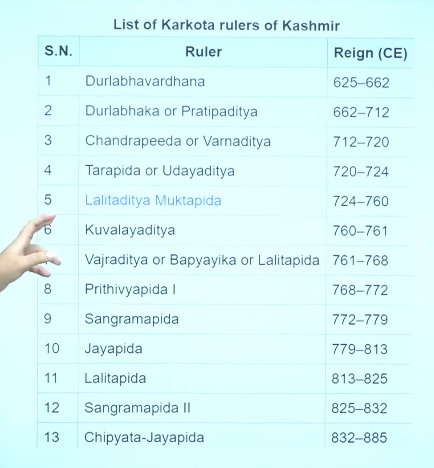 List of Karkota rulers of Kashmir
S.N. Ruler Reign (CE)
1 Durlabhavardhana 625–662
2 Durlabhaka or Pratipaditya 662–712
3 Chandrapeeda or Varnaditya 712–720
4 Tarapida or Udayaditya 720–724
5 Lalitaditya Muktapida 724–760
6 Kuvalayaditya 760–761
Vajraditya or Bapyayika or Lalitapida 761–768
8 Prithivyapida I 768–772
9 Sangramapida 772–779
10 Jayapida 779–813
11 Lalitapida 813–825
12 Sangramapida II 825–832
13 Chipyata-Jayapida 832–885